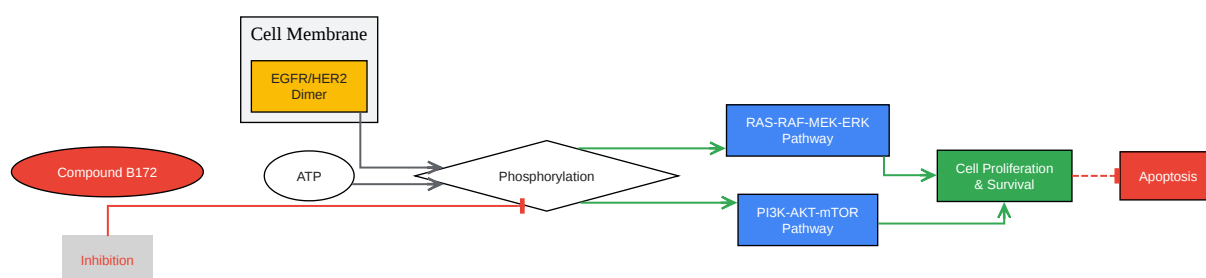 Cell Membrane
EGFR/HER2
Dimer
Compound B172
ATP
Phosphorylation
RAS-RAF-MEK-ERK
Pathway
PI3K-AKT-mTOR
Pathway
Cell Proliferation
& Survival
Apoptosis
Inhibition